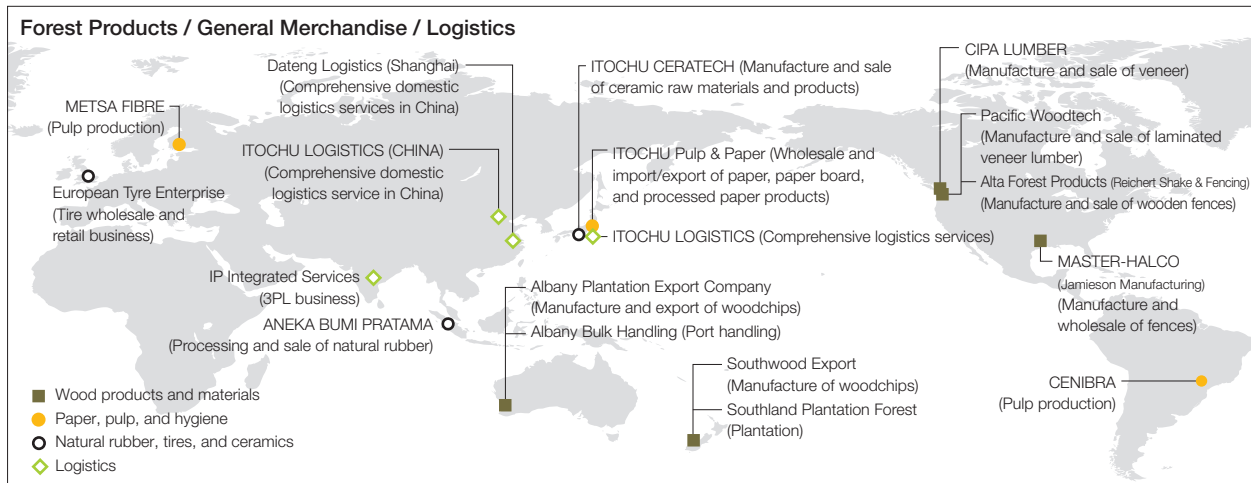 Forest Products / General Merchandise / Logistics
Dateng Logistics (Shanghai)
(Comprehensive domestic
logistics services in China)
METSA FIBRE
(Pulp production)
ITOCHU LOGISTICS (CHINA)
(Comprehensive domestic
logistics service in China)
European Tyre Enterprise
(Tire wholesale and
retail business)
IP Integrated Services
(3PL business)
ANEKA BUMI PRATAMA
(Processing and sale of natural rubber)
ITOCHU CERATECH (Manufacture and sale
of ceramic raw materials and products)
ITOCHU Pulp & Paper (Wholesale and
import/export of paper, paper board,
and processed paper products)
ITOCHU LOGISTICS (Comprehensive logistics services)
Albany Plantation Export Company
(Manufacture and export of woodchips)
Albany Bulk Handling (Port handling)
Southwood Export
(Manufacture of woodchips)
Southland Plantation Forest
(Plantation)
CIPA LUMBER
(Manufacture and sale of veneer)
Pacific Woodtech
(Manufacture and sale of laminated
veneer lumber)
Alta Forest Products (Reichert Shake & Fencing)
(Manufacture and sale of wooden fences)
MASTER-HALCO
(Jamieson Manufacturing)
(Manufacture and
wholesale of fences)
CENIBRA
(Pulp production)
Wood products and materials
Paper, pulp, and hygiene
Natural rubber, tires, and ceramics
Logistics